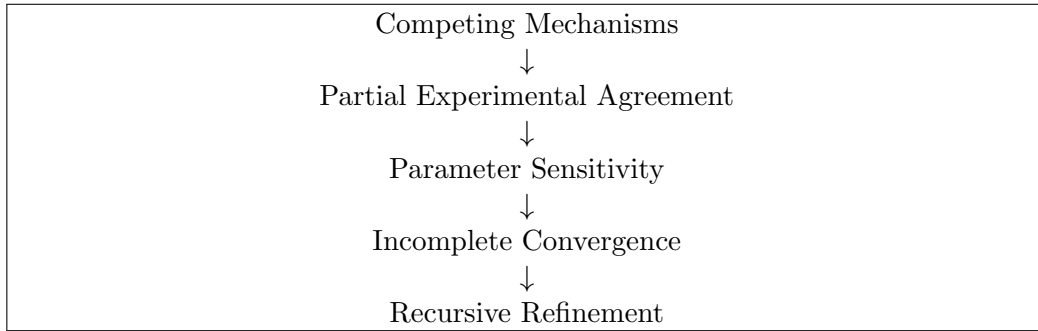 Competing Mechanisms
↓
Partial Experimental Agreement
↓
Parameter Sensitivity
↓
Incomplete Convergence
↓
Recursive Refinement